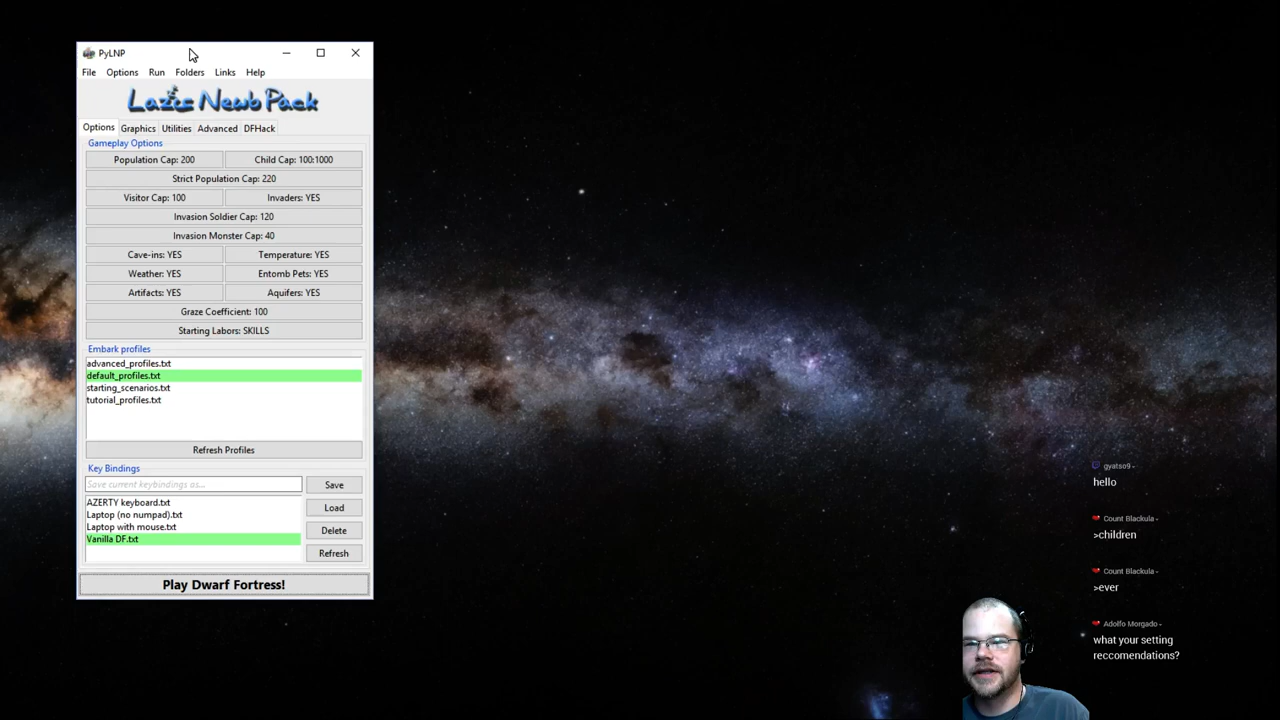 PyLNP
File Options Run Folders Links Help
Lazy Newb Pack
Options Graphics Utilities Advanced DFHack
Gameplay Options
Population Cap: 200 Child Cap: 100:1000
Strict Population Cap: 220
Visitor Cap: 100 Invaders: YES
Invasion Soldier Cap: 120
Invasion Monster Cap: 40
Cave-ins: YES Temperature: YES
Weather: YES Entomb Pets: YES
Artifacts: YES Aquifers: YES
Graze Coefficient: 100
Starting Labors: SKILLS
Embark profiles
advanced_profiles.txt
default_profiles.txt
starting_scenarios.txt
tutorial_profiles.txt
Refresh Profiles
Key Bindings
Save current keybindings as... Save
AZERTY keyboard.txt
Laptop (no numpad).txt
Laptop with mouse.txt
Vanilla DF.txt
Load
Delete
Refresh
Play Dwarf Fortress!
gyatso9 -
hello
Count Blackula -
>children
Count Blackula -
>ever
Adolfo Morgado -
what your setting
reccomendations?